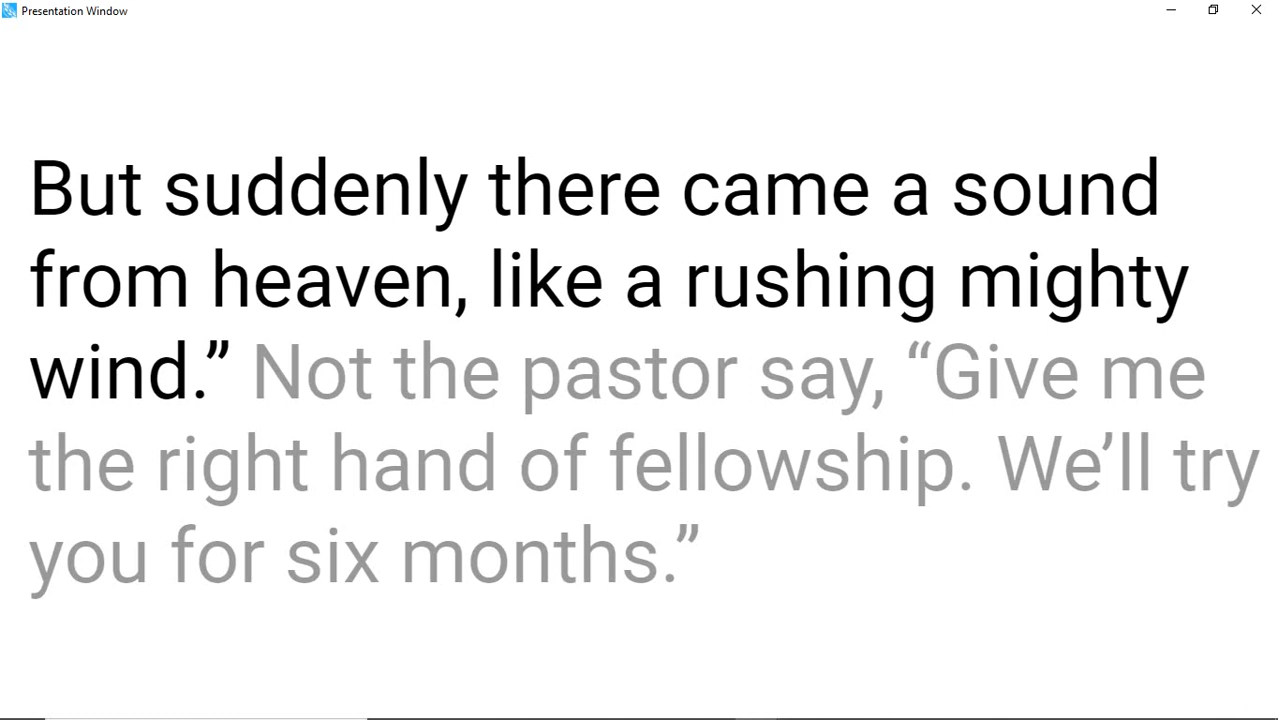 Presentation Window
But suddenly there came a sound
from heaven, like a rushing mighty
wind.” Not the pastor say, “Give me
the right hand of fellowship. We’ll try
you for six months.”